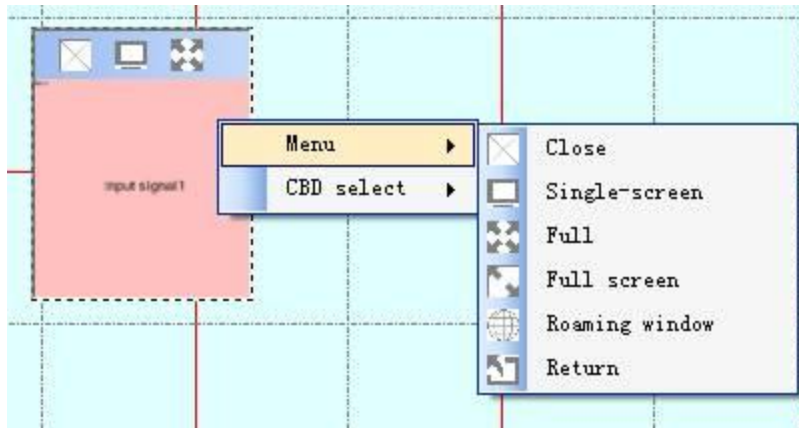 Menu
CBD select
Close
Single-screen
Full
Full screen
Roaming window
Return
Input signal1